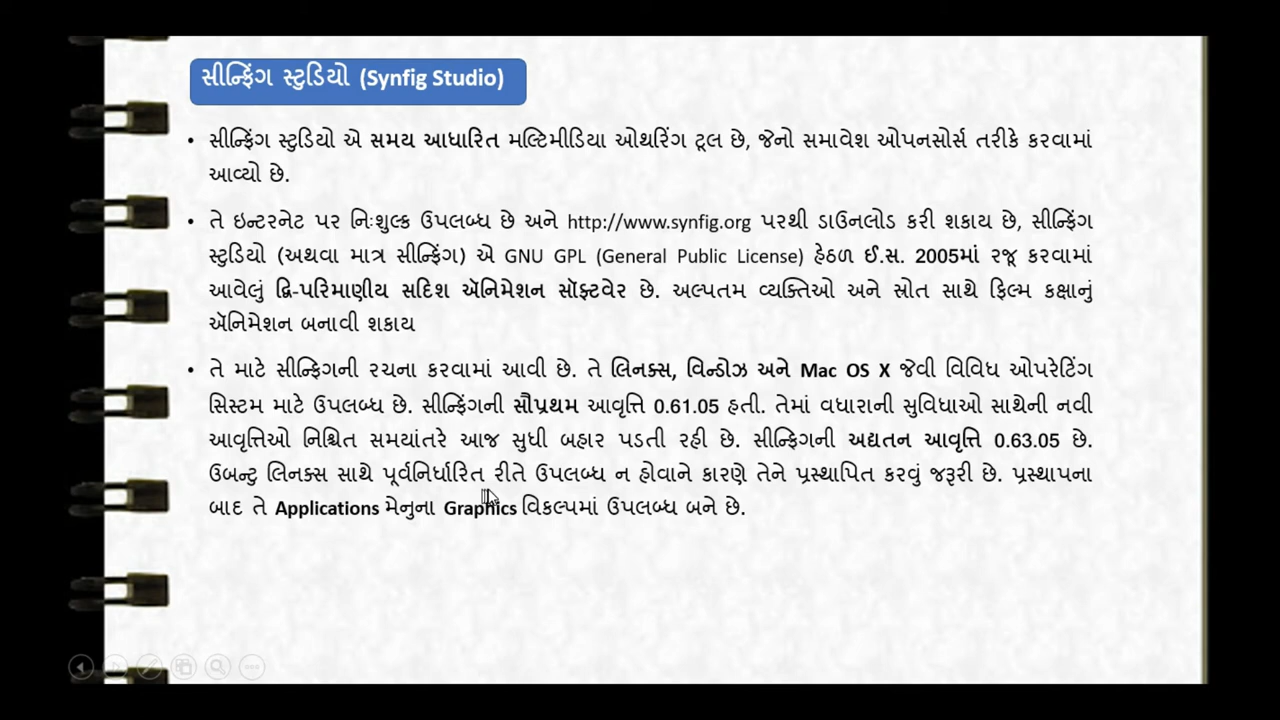 સીન્ફિંગ સ્ટુડિયો (Synfig Studio)
• સીન્ફિંગ સ્ટુડિયો એ સમય આધારિત મલ્ટિમીડિયા ઓથરિંગ ટૂલ છે, જેનો સમાવેશ ઓપનસોર્સ તરીકે કરવામાં
આવ્યો છે.
• તે ઇન્ટરનેટ પર નિઃશુલ્ક ઉપલબ્ધ છે અને http://www.synfig.org પરથી ડાઉનલોડ કરી શકાય છે, સીન્ફિંગ
સ્ટુડિયો (અથવા માત્ર સીન્ફિંગ) એ GNU GPL (General Public License) હેઠળ ઈ.સ. 2005માં રજૂ કરવામાં
આવેલું દ્વિ-પરિમાણીય સદિશ ઍનિમેશન સૉફ્ટવેર છે. અલ્પતમ વ્યક્તિઓ અને સ્રોત સાથે ફિલ્મ કક્ષાનું
ઍનિમેશન બનાવી શકાય
• તે માટે સીન્ફિગની રચના કરવામાં આવી છે. તે લિનક્સ, વિન્ડોઝ અને Mac OS X જેવી વિવિધ ઓપરેટિંગ
સિસ્ટમ માટે ઉપલબ્ધ છે. સીન્ફિંગની સૌપ્રથમ આવૃત્તિ 0.61.05 હતી. તેમાં વધારાની સુવિધાઓ સાથેની નવી
આવૃત્તિઓ નિશ્ચિત સમયાંતરે આજ સુધી બહાર પડતી રહી છે. સીન્ફિગની અદ્યતન આવૃત્તિ 0.63.05 છે.
ઉબન્ટુ લિનક્સ સાથે પૂર્વનિર્ધારિત રીતે ઉપલબ્ધ ન હોવાને કારણે તેને પ્રસ્થાપિત કરવું જરૂરી છે. પ્રસ્થાપના
બાદ તે Applications મેનુના Graphics વિકલ્પમાં ઉપલબ્ધ બને છે.